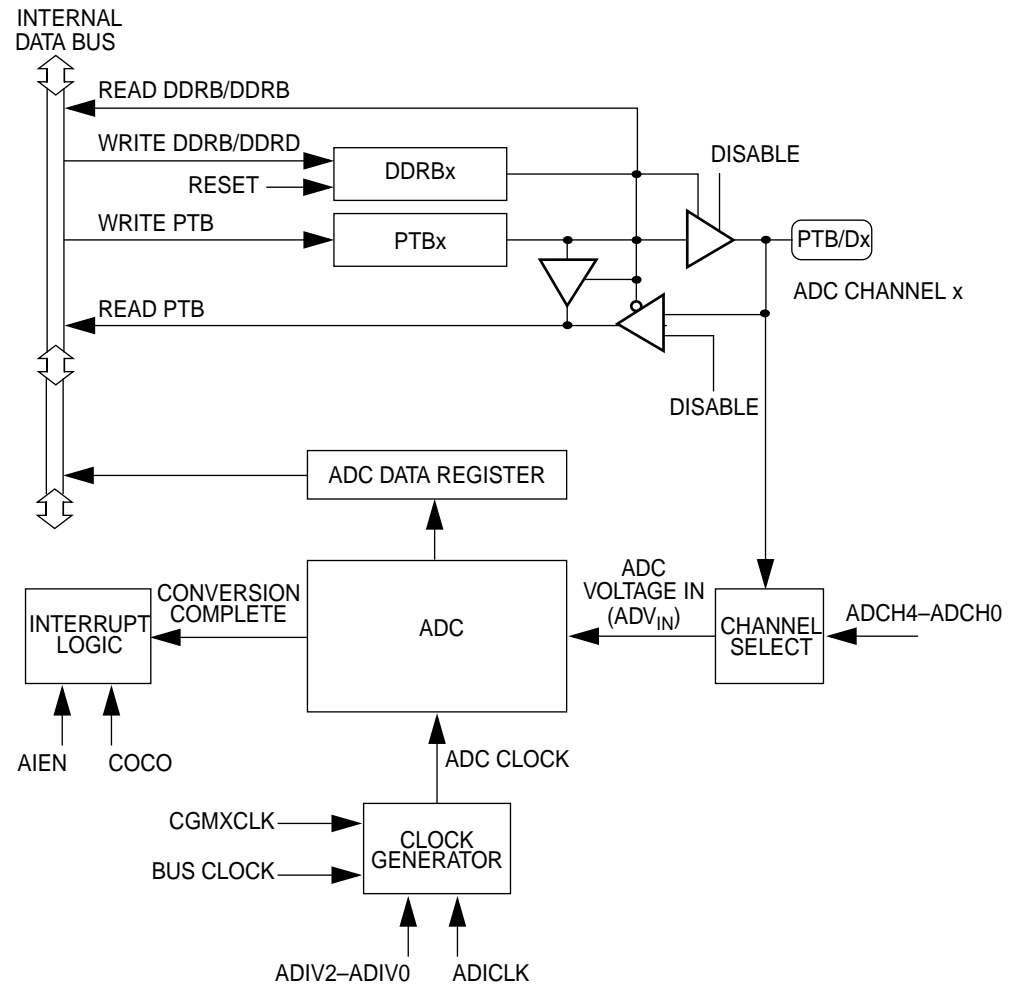 INTERNAL
DATA BUS
READ DDRB/DDRB
WRITE DDRB/DDRD
RESET
DDRBx
DISABLE
WRITE PTB
PTBx
PTB/Dx
ADC CHANNEL x
READ PTB
DISABLE
ADC DATA REGISTER
INTERRUPT
LOGIC
CONVERSION
COMPLETE
ADC
ADC
VOLTAGE IN
(ADVIN)
CHANNEL
SELECT
ADCH4–ADCH0
AIEN
COCO
ADC CLOCK
CGMXCLK
BUS CLOCK
CLOCK
GENERATOR
ADIV2–ADIV0
ADICLK